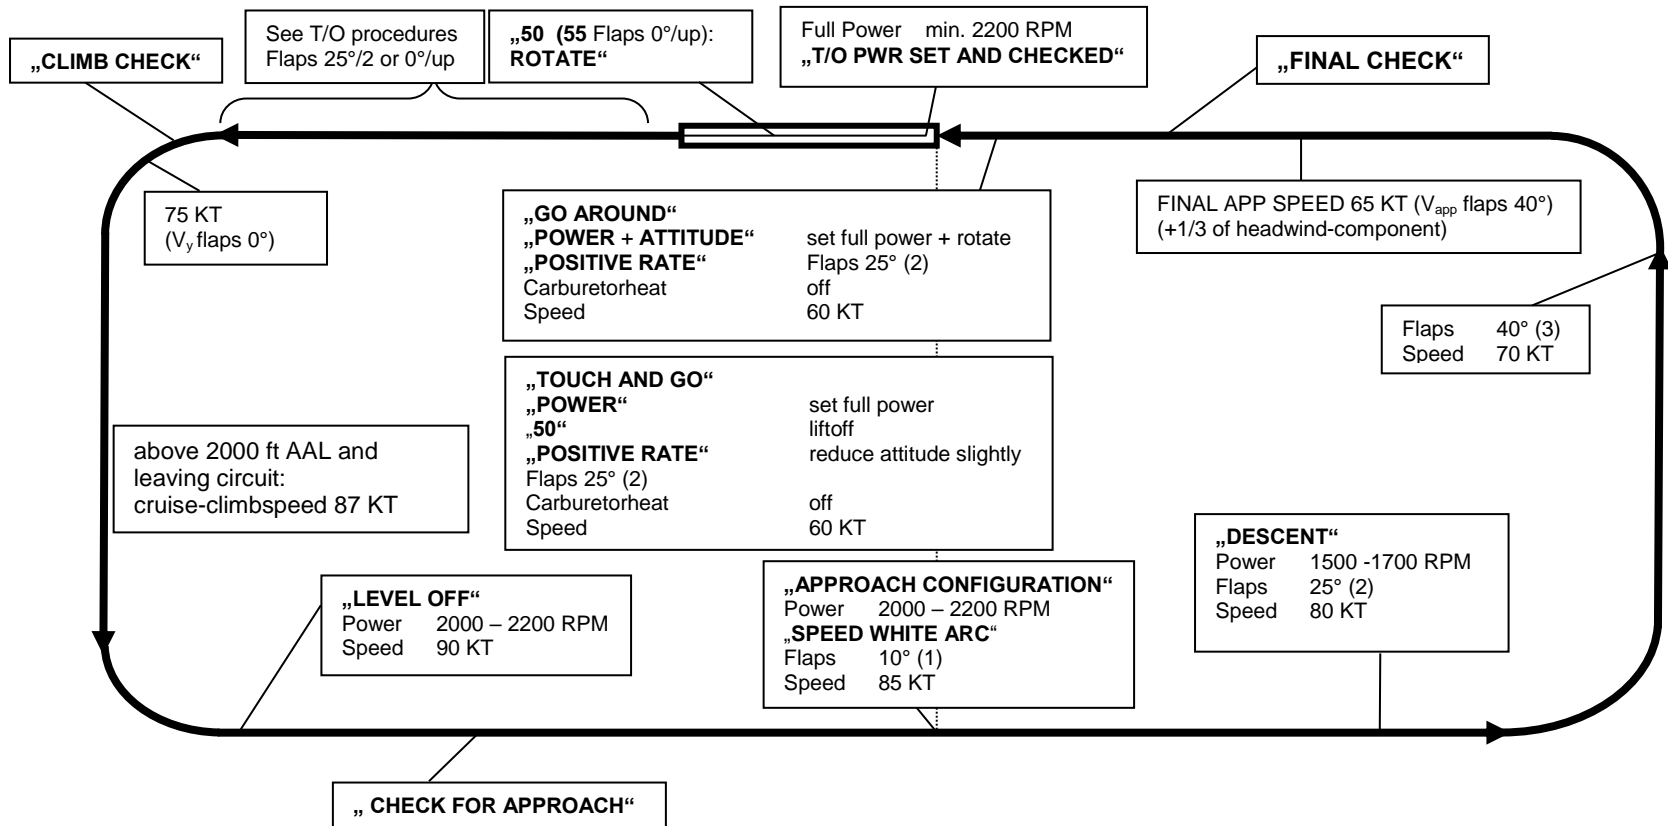 „CLIMB CHECK“
See T/O procedures
Flaps 25°/2 or 0°/up
„50 (55 Flaps 0°/up):
ROTATE“
Full Power min. 2200 RPM
„T/O PWR SET AND CHECKED“
„FINAL CHECK“
75 KT
(Vy flaps 0°)
„GO AROUND“
„POWER + ATTITUDE“ set full power + rotate
„POSITIVE RATE“ Flaps 25° (2)
Carburetorheat off
Speed 60 KT
FINAL APP SPEED 65 KT (Vapp flaps 40°)
(+1/3 of headwind-component)
Flaps 40° (3)
Speed 70 KT
„TOUCH AND GO“
„POWER“ set full power
„50“ liftoff
„POSITIVE RATE“ reduce attitude slightly
Flaps 25° (2)
Carburetorheat off
Speed 60 KT
above 2000 ft AAL and
leaving circuit:
cruise-climbspeed 87 KT
„LEVEL OFF“
Power 2000 – 2200 RPM
Speed 90 KT
„APPROACH CONFIGURATION“
Power 2000 – 2200 RPM
„SPEED WHITE ARC“
Flaps 10° (1)
Speed 85 KT
„DESCENT“
Power 1500 -1700 RPM
Flaps 25° (2)
Speed 80 KT
„ CHECK FOR APPROACH“